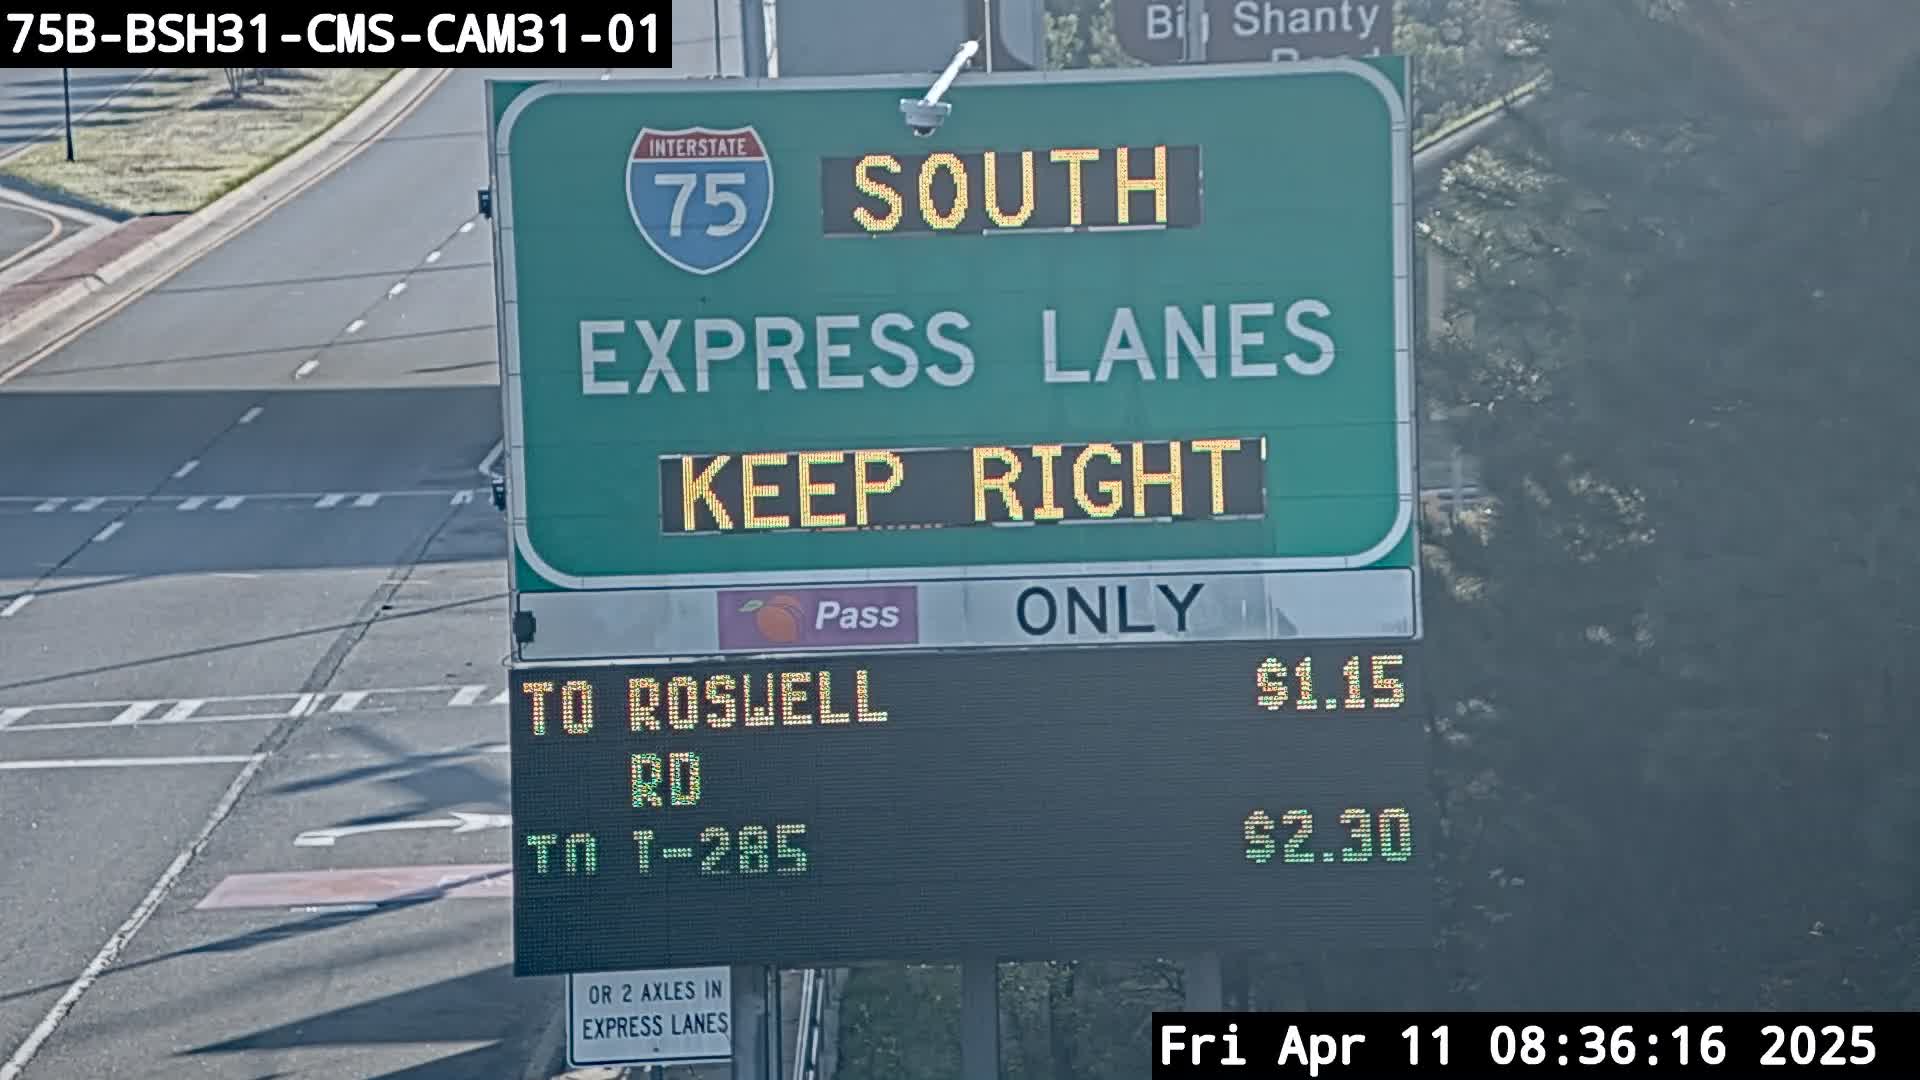 75B-BSH31-CMS-CAM31-01
Big Shanty
Road
INTERSTATE
75
SOUTH
EXPRESS LANES
KEEP RIGHT
Pass
ONLY
TO ROSWELL $1.15
RD
TO I-285 $2.30
OR 2 AXLES IN
EXPRESS LANES
Fri Apr 11 08:36:16 2025